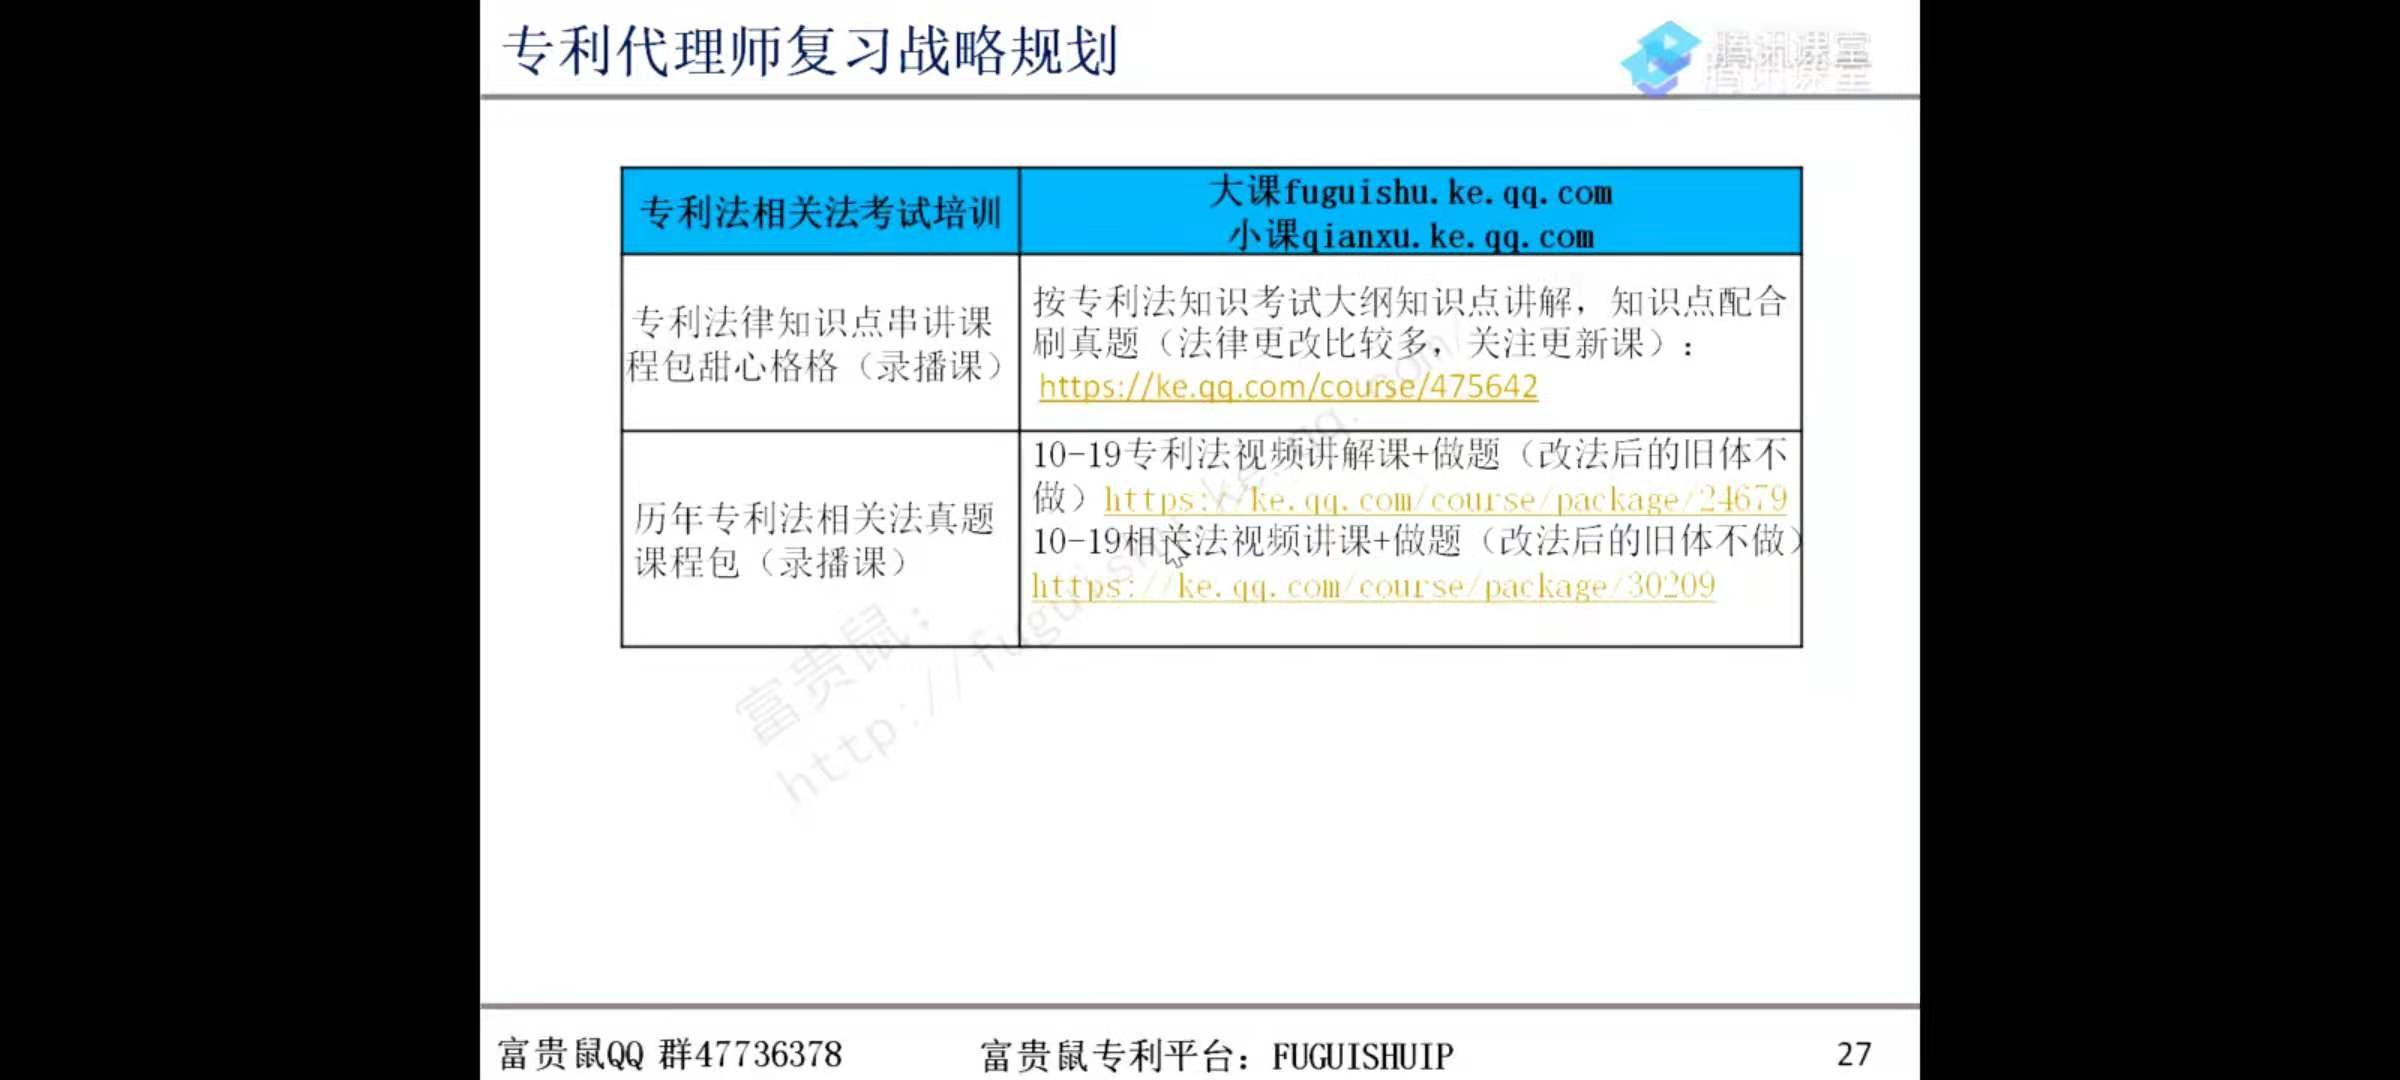 专利代理师复习战略规划
腾讯课堂
专利法相关法考试培训
大课fuguishu.ke.qq.com
小课qianxu.ke.qq.com
专利法律知识点串讲课
程包甜心格格（录播课）
按专利法知识考试大纲知识点讲解，知识点配合
刷真题（法律更改比较多，关注更新课）：
https://ke.qq.com/course/475642
历年专利法相关法真题
课程包（录播课）
10-19专利法视频讲解课+做题（改法后的旧体不
做）https://ke.qq.com/course/package/24679
10-19相关法视频讲课+做题（改法后的旧体不做）
https://ke.qq.com/course/package/30209
富贵鼠：
http://fuguishu.ke.qq.com/
富贵鼠QQ 群47736378
富贵鼠专利平台：FUGUISHUIP
27